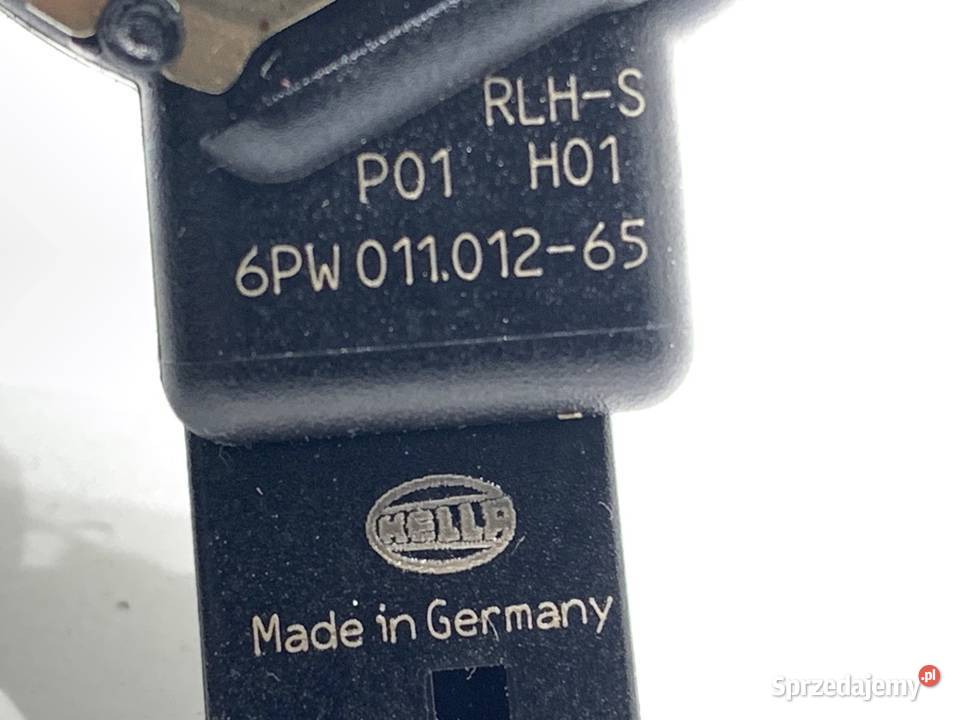 RLH-S
P01 H01
6PW 011.012-65
HELLA
Made in Germany
Sprzedajemy.pl